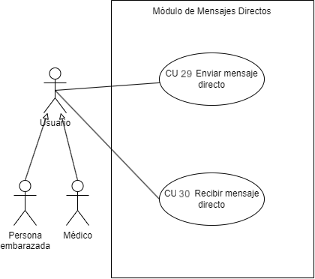 Módulo de Mensajes Directos
CU 29 Enviar mensaje
directo
Usuario
CU 30 Recibir mensaje
directo
Persona
embarazada
Médico